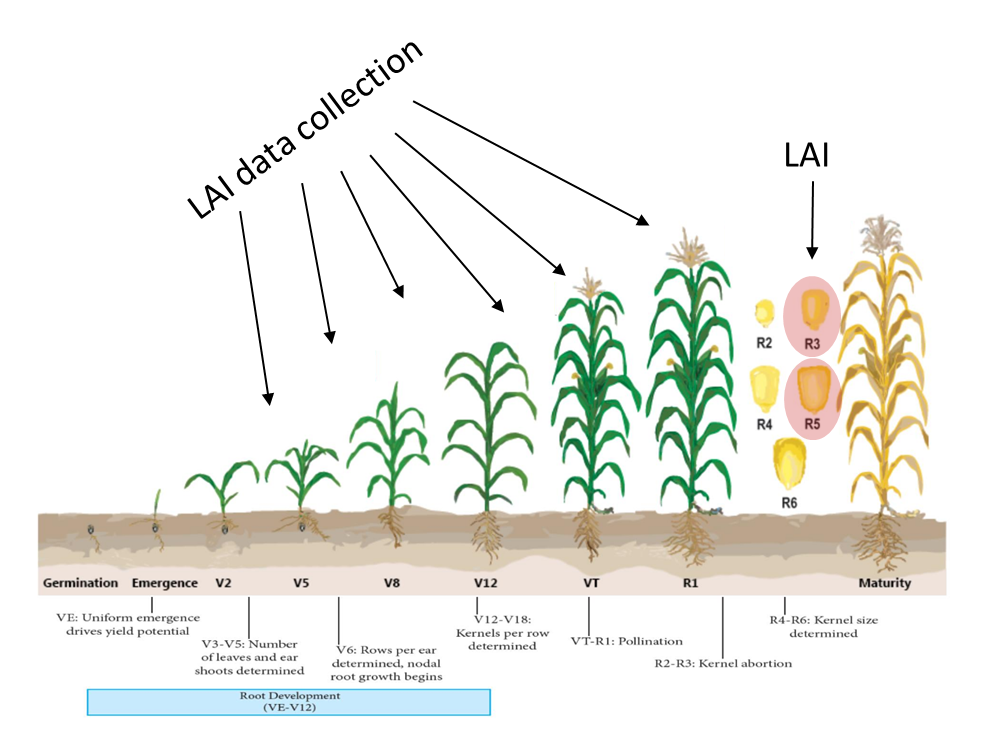 LAI data collection
LAI
R2
R3
R4
R5
R6
Germination
Emergence
V2
V5
V8
V12
VT
R1
Maturity
VE: Uniform emergence
drives yield potential
V3-V5: Number
of leaves and ear
shoots determined
V6: Rows per ear
determined, nodal
root growth begins
V12-V18:
Kernels per row
determined
VT-R1: Pollination
R2-R3: Kernel abortion
R4-R6: Kernel size
determined
Root Development
(VE-V12)